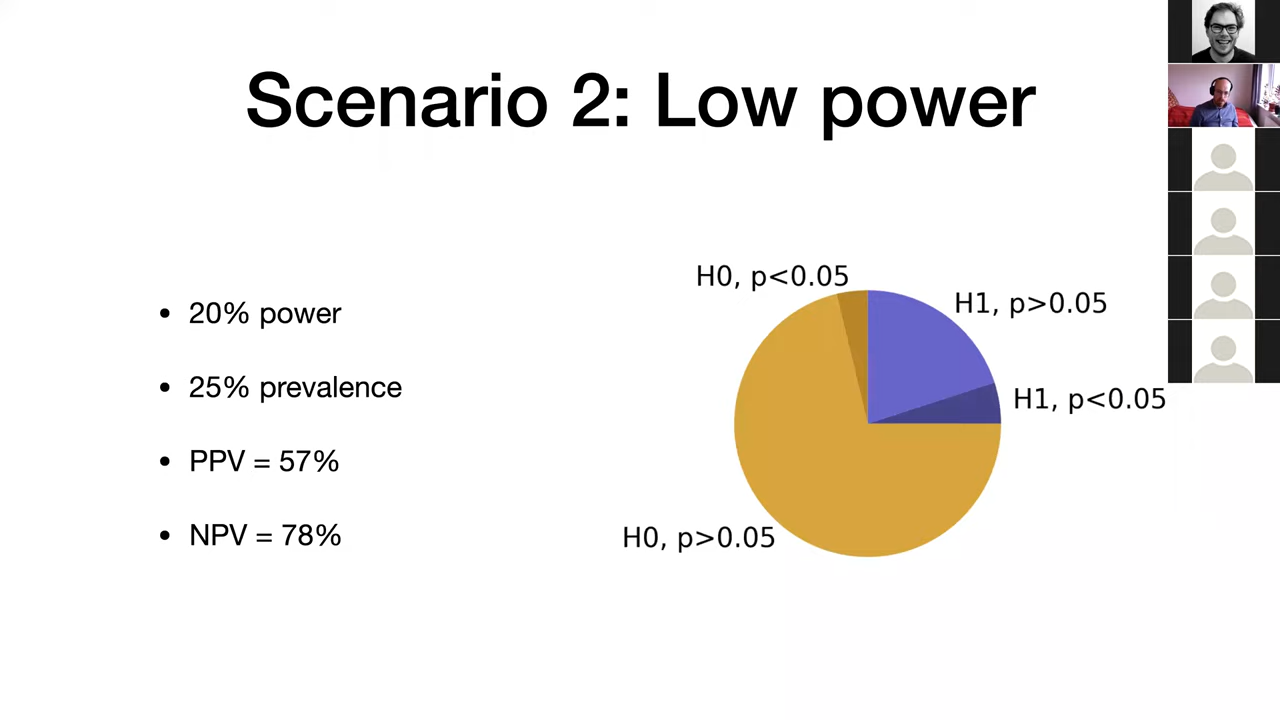 Scenario 2: Low power
• 20% power
• 25% prevalence
• PPV = 57%
• NPV = 78%
H0, p<0.05
H1, p>0.05
H1, p<0.05
H0, p>0.05